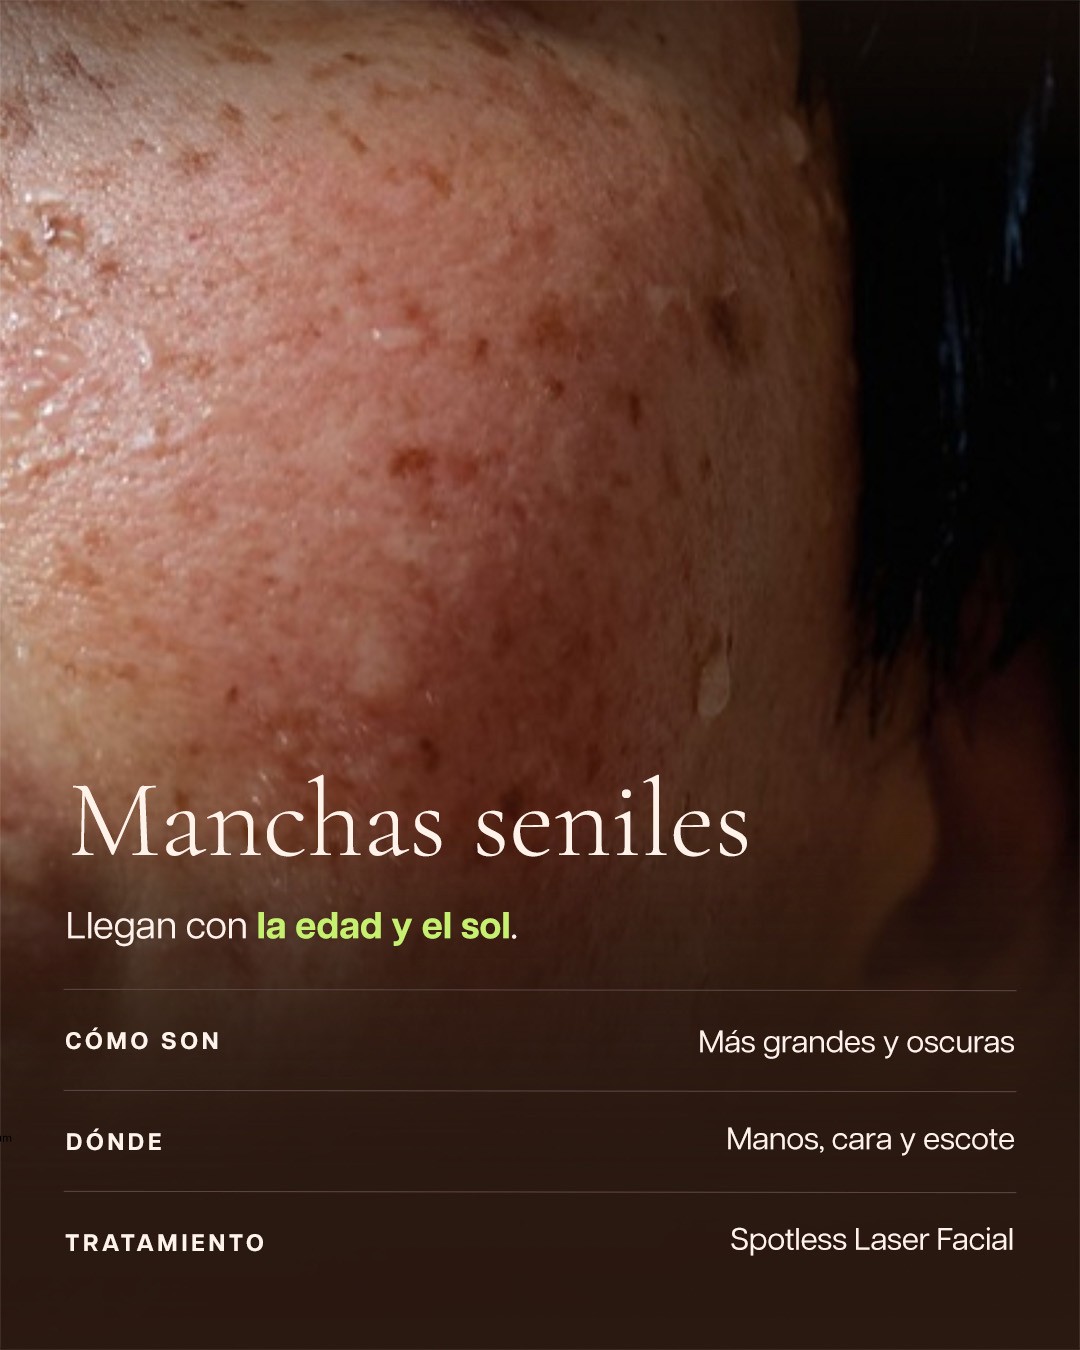 Manchas seniles
Llegan con la edad y el sol.
CÓMO SON
Más grandes y oscuras
DÓNDE
Manos, cara y escote
TRATAMIENTO
Spotless Laser Facial